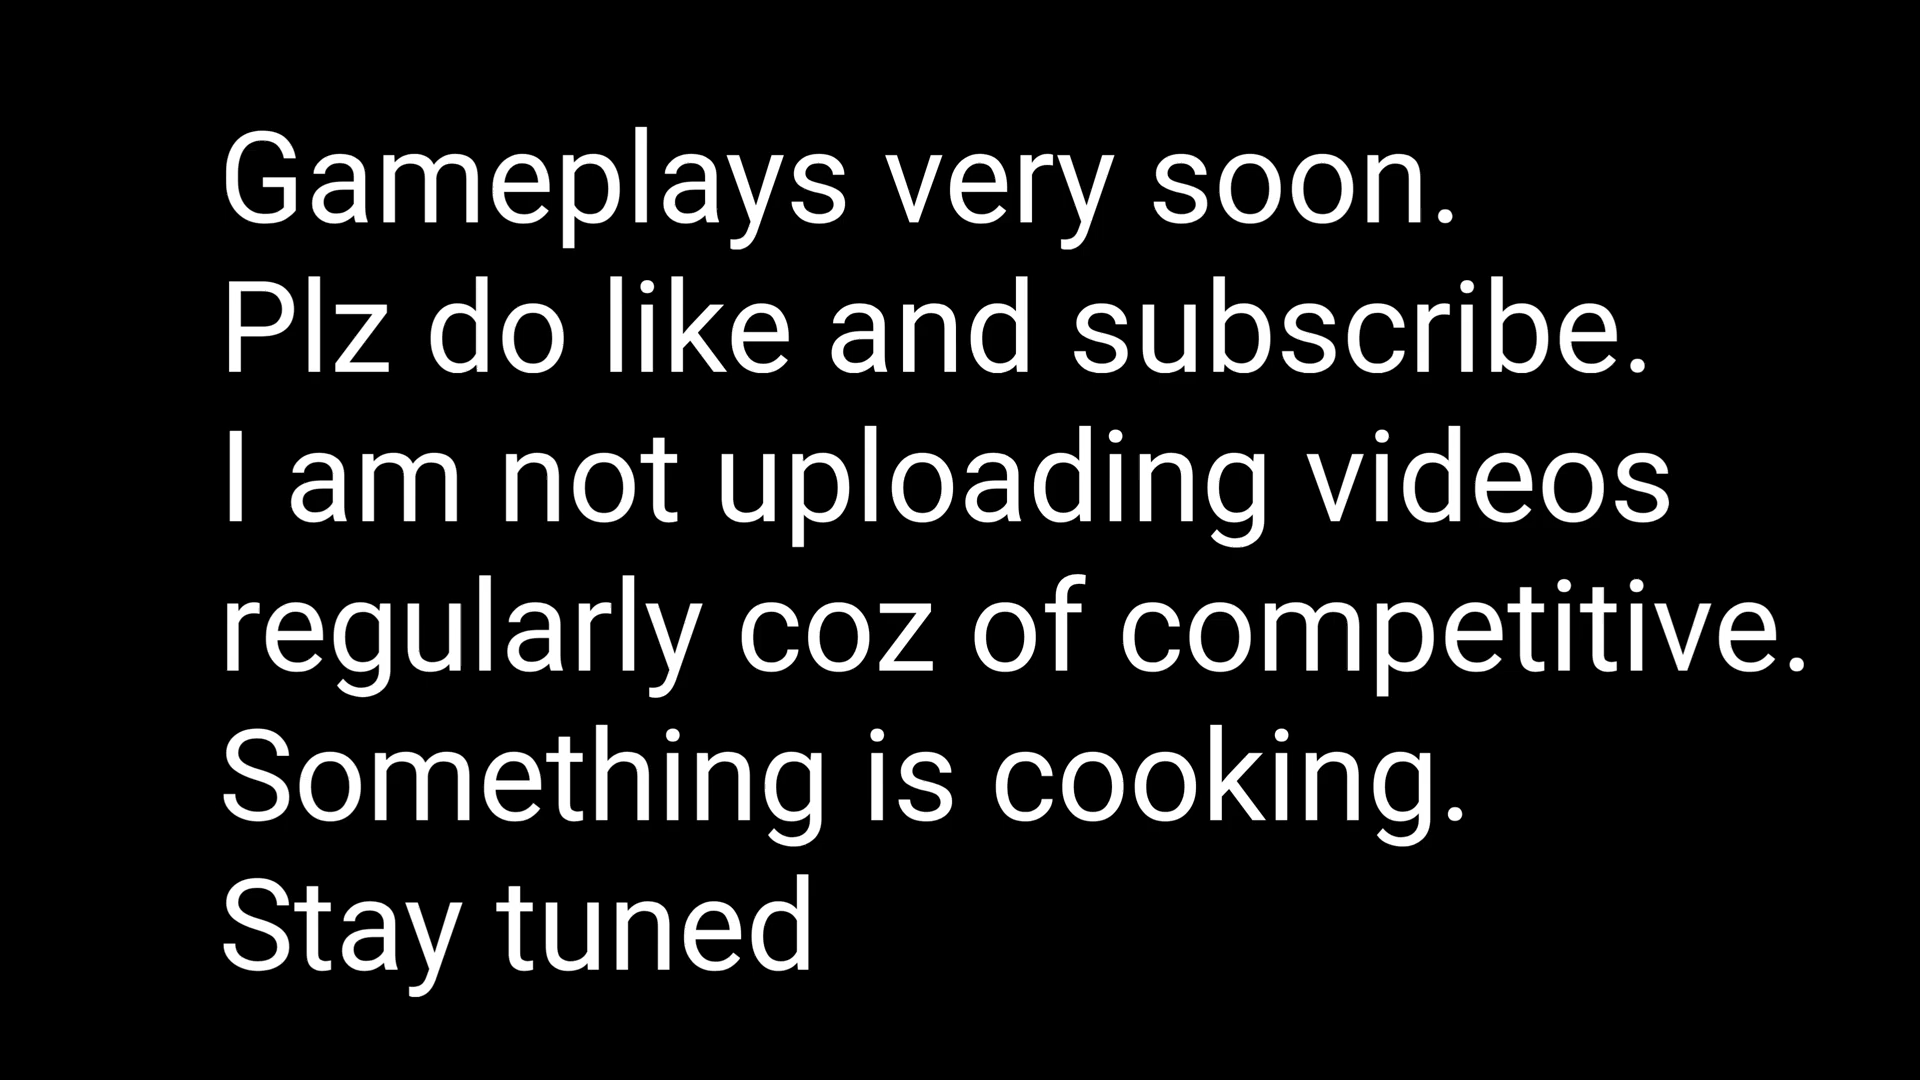 Gameplays very soon.
Plz do like and subscribe.
I am not uploading videos
regularly coz of competitive.
Something is cooking.
Stay tuned